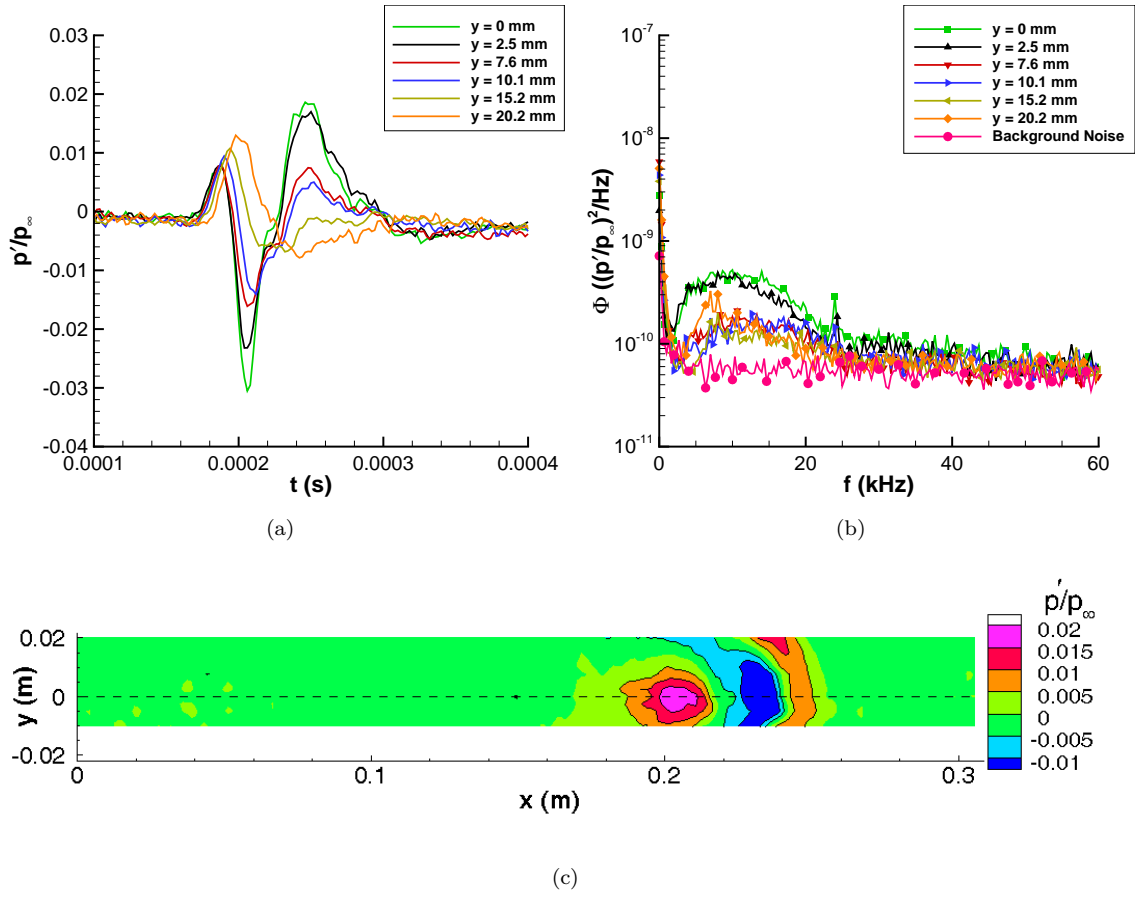 y = 0 mm
y = 2.5 mm
y = 7.6 mm
y = 10.1 mm
y = 15.2 mm
y = 20.2 mm
0.03
0.02
0.01
0
-0.01
-0.02
-0.03
-0.04
p′/p∞
0.0001 0.0002 0.0003 0.0004
t (s)
(a)
y = 0 mm
y = 2.5 mm
y = 7.6 mm
y = 10.1 mm
y = 15.2 mm
y = 20.2 mm
Background Noise
10-7
10-8
10-9
10-10
10-11
Φ ((p′/p∞)²/Hz)
0 20 40 60
f (kHz)
(b)
0.02
0
-0.02
y (m)
0 0.1 0.2 0.3
x (m)
p′/p∞
0.02
0.015
0.01
0.005
0
-0.005
-0.01
(c)